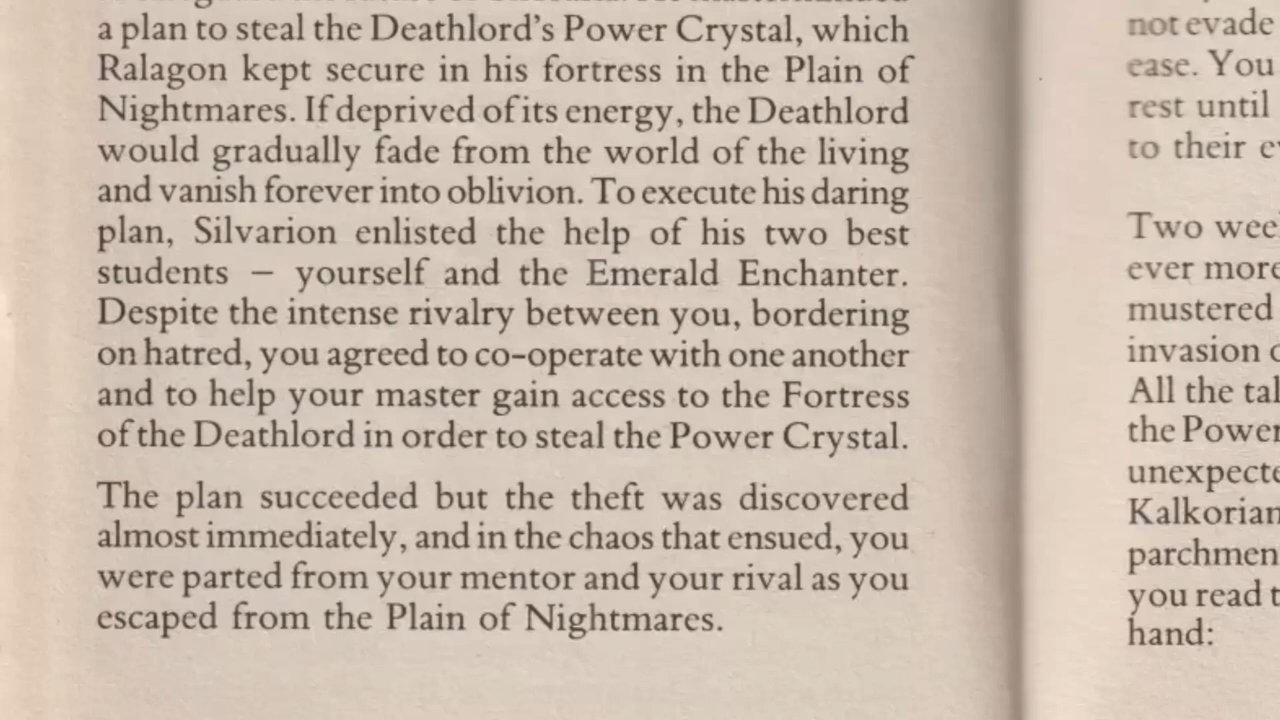 a plan to steal the Deathlord's Power Crystal, which
Ralagon kept secure in his fortress in the Plain of
Nightmares. If deprived of its energy, the Deathlord
would gradually fade from the world of the living
and vanish forever into oblivion. To execute his daring
plan, Silvarion enlisted the help of his two best
students – yourself and the Emerald Enchanter.
Despite the intense rivalry between you, bordering
on hatred, you agreed to co-operate with one another
and to help your master gain access to the Fortress
of the Deathlord in order to steal the Power Crystal.
The plan succeeded but the theft was discovered
almost immediately, and in the chaos that ensued, you
were parted from your mentor and your rival as you
escaped from the Plain of Nightmares.
not evade
ease. You
rest until
to their
Two
ever more
mustered
invasion
All the
the Power
Kalkorian
you read
hand: